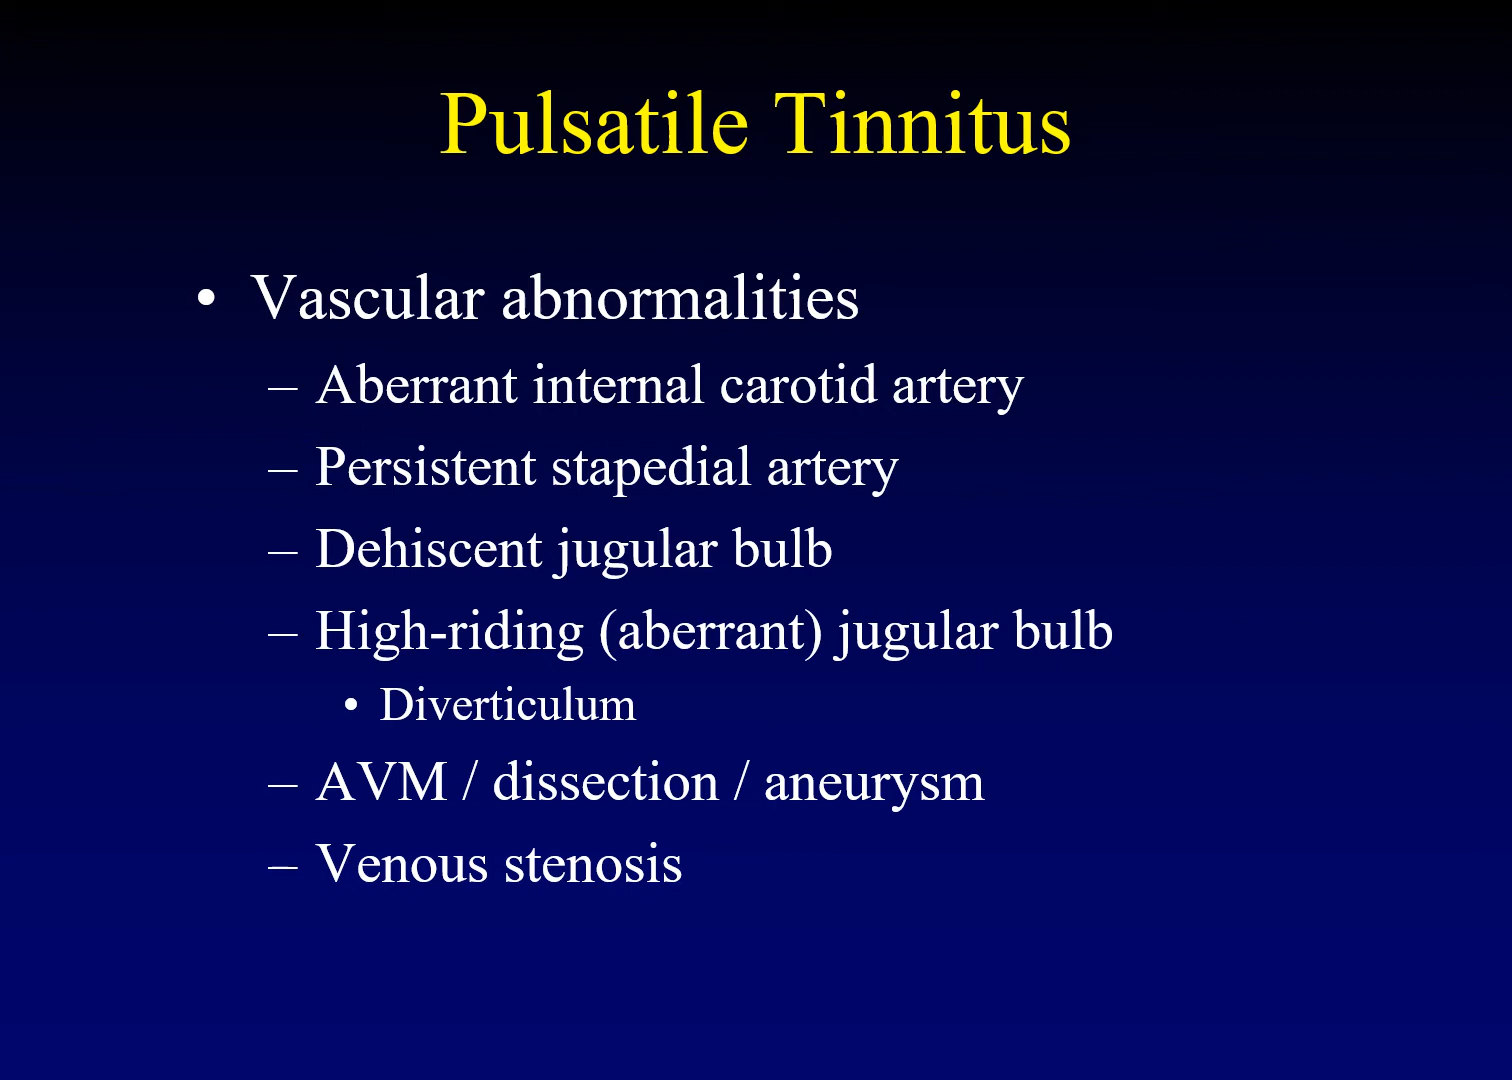 Pulsatile Tinnitus
• Vascular abnormalities
– Aberrant internal carotid artery
– Persistent stapedial artery
– Dehiscent jugular bulb
– High-riding (aberrant) jugular bulb
• Diverticulum
– AVM / dissection / aneurysm
– Venous stenosis